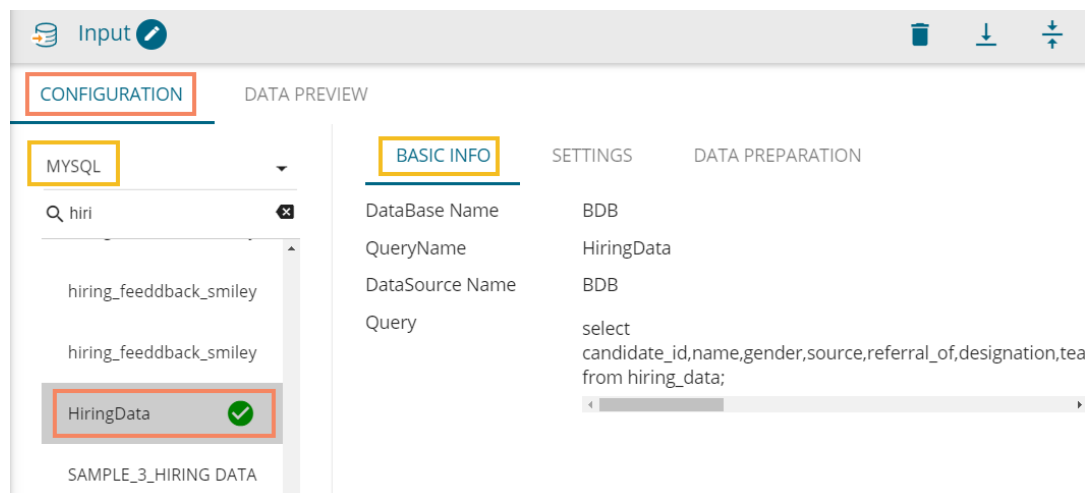 Input
CONFIGURATION
DATA PREVIEW
MYSQL
hiri
hiring_feeddback_smiley
hiring_feeddback_smiley
HiringData
SAMPLE_3_HIRING DATA
BASIC INFO
SETTINGS
DATA PREPARATION
DataBase Name
BDB
QueryName
HiringData
DataSource Name
BDB
Query
select
candidate_id,name,gender,source,referral_of,designation,tea
from hiring_data;